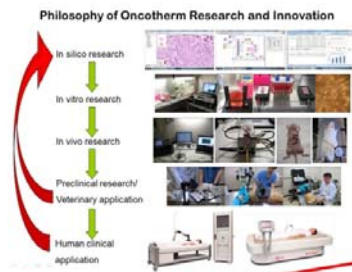 Philosophy of Oncotherm Research and Innovation
In silico research
In vitro research
In vivo research
Preclinical research/
Veterinary application
Human clinical
application